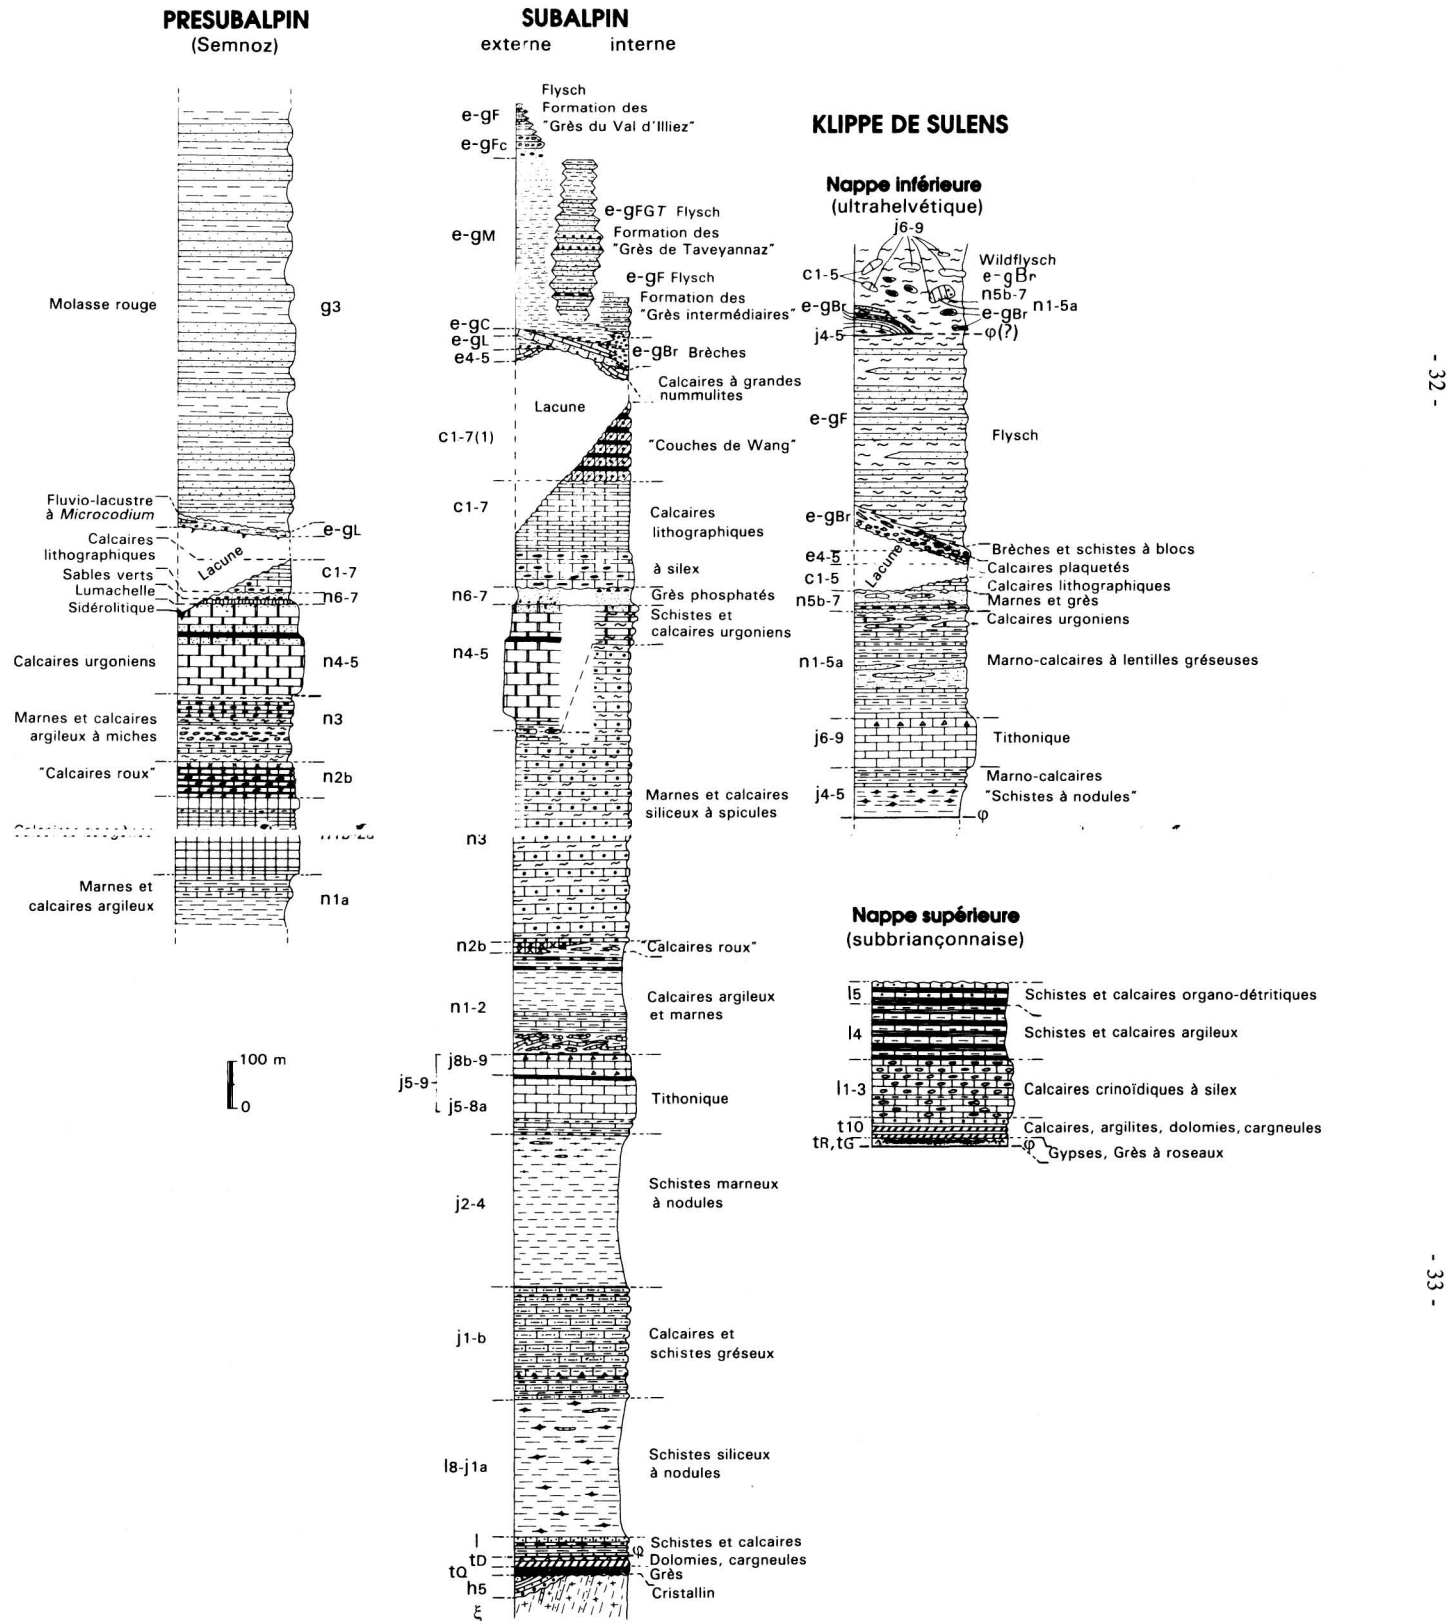 PRESUBALPIN
(Semnoz)
Molasse rouge
g3
Fluvio-lacustre
à Microcodium
e-gL
Calcaires
lithographiques
Lacune
c1-7
Sables verts
n6-7
Lumachelle
Sidérolitique
Calcaires urgoniens
n4-5
Marnes et calcaires
argileux à miches
n3
"Calcaires roux"
n2b
Marnes et
calcaires argileux
n1a
100 m
0
SUBALPIN
externe interne
e-gF
Flysch
Formation des
"Grès du Val d'Illiez"
e-gFc
e-gM
e-gFGT Flysch
Formation des
"Grès de Taveyannaz"
e-gF Flysch
Formation des
"Grès intermédiaires"
e-gC
e-gL
e4-5
e-gBr Brèches
Calcaires à grandes
nummulites
Lacune
c1-7(1)
"Couches de Wang"
c1-7
Calcaires
lithographiques
à silex
n6-7
Grès phosphatés
Schistes et
calcaires urgoniens
n4-5
Marnes et calcaires
siliceux à spicules
n3
n2b
"Calcaires roux"
n1-2
Calcaires argileux
et marnes
j8b-9
j5-9
j5-8a
Tithonique
j2-4
Schistes marneux
à nodules
j1-b
Calcaires et
schistes gréseux
l8-j1a
Schistes siliceux
à nodules
l
Schistes et calcaires
φ
tD
Dolomies, cargneules
tQ
Grès
h5
Cristallin
ξ
KLIPPE DE SULENS
Nappe inférieure
(ultrahelvétique)
j6-9
c1-5
Wildflysch
e-gBr
n5b-7
n1-5a
e-gBr
e-gBr
j4-5
φ(?)
e-gF
Flysch
e-gBr
Lacune
Brèches et schistes à blocs
e4-5
Calcaires plaquetés
c1-5
Calcaires lithographiques
n5b-7
Marnes et grès
Calcaires urgoniens
n1-5a
Marno-calcaires à lentilles gréseuses
j6-9
Tithonique
Marno-calcaires
j4-5
"Schistes à nodules"
φ
Nappe supérieure
(subbriançonnaise)
l5
Schistes et calcaires organo-détritiques
l4
Schistes et calcaires argileux
l1-3
Calcaires crinoïdiques à silex
t10
Calcaires, argilites, dolomies, cargneules
tR,tG
φ
Gypses, Grès à roseaux
- 32 -
- 33 -